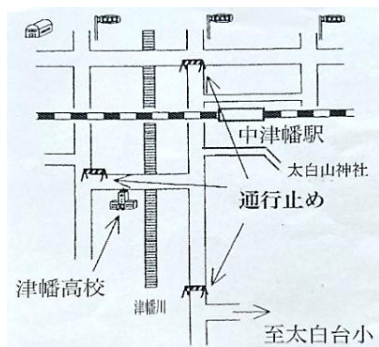 中津幡駅
太白山神社
通行止め
津幡高校
津幡川
至太白台小